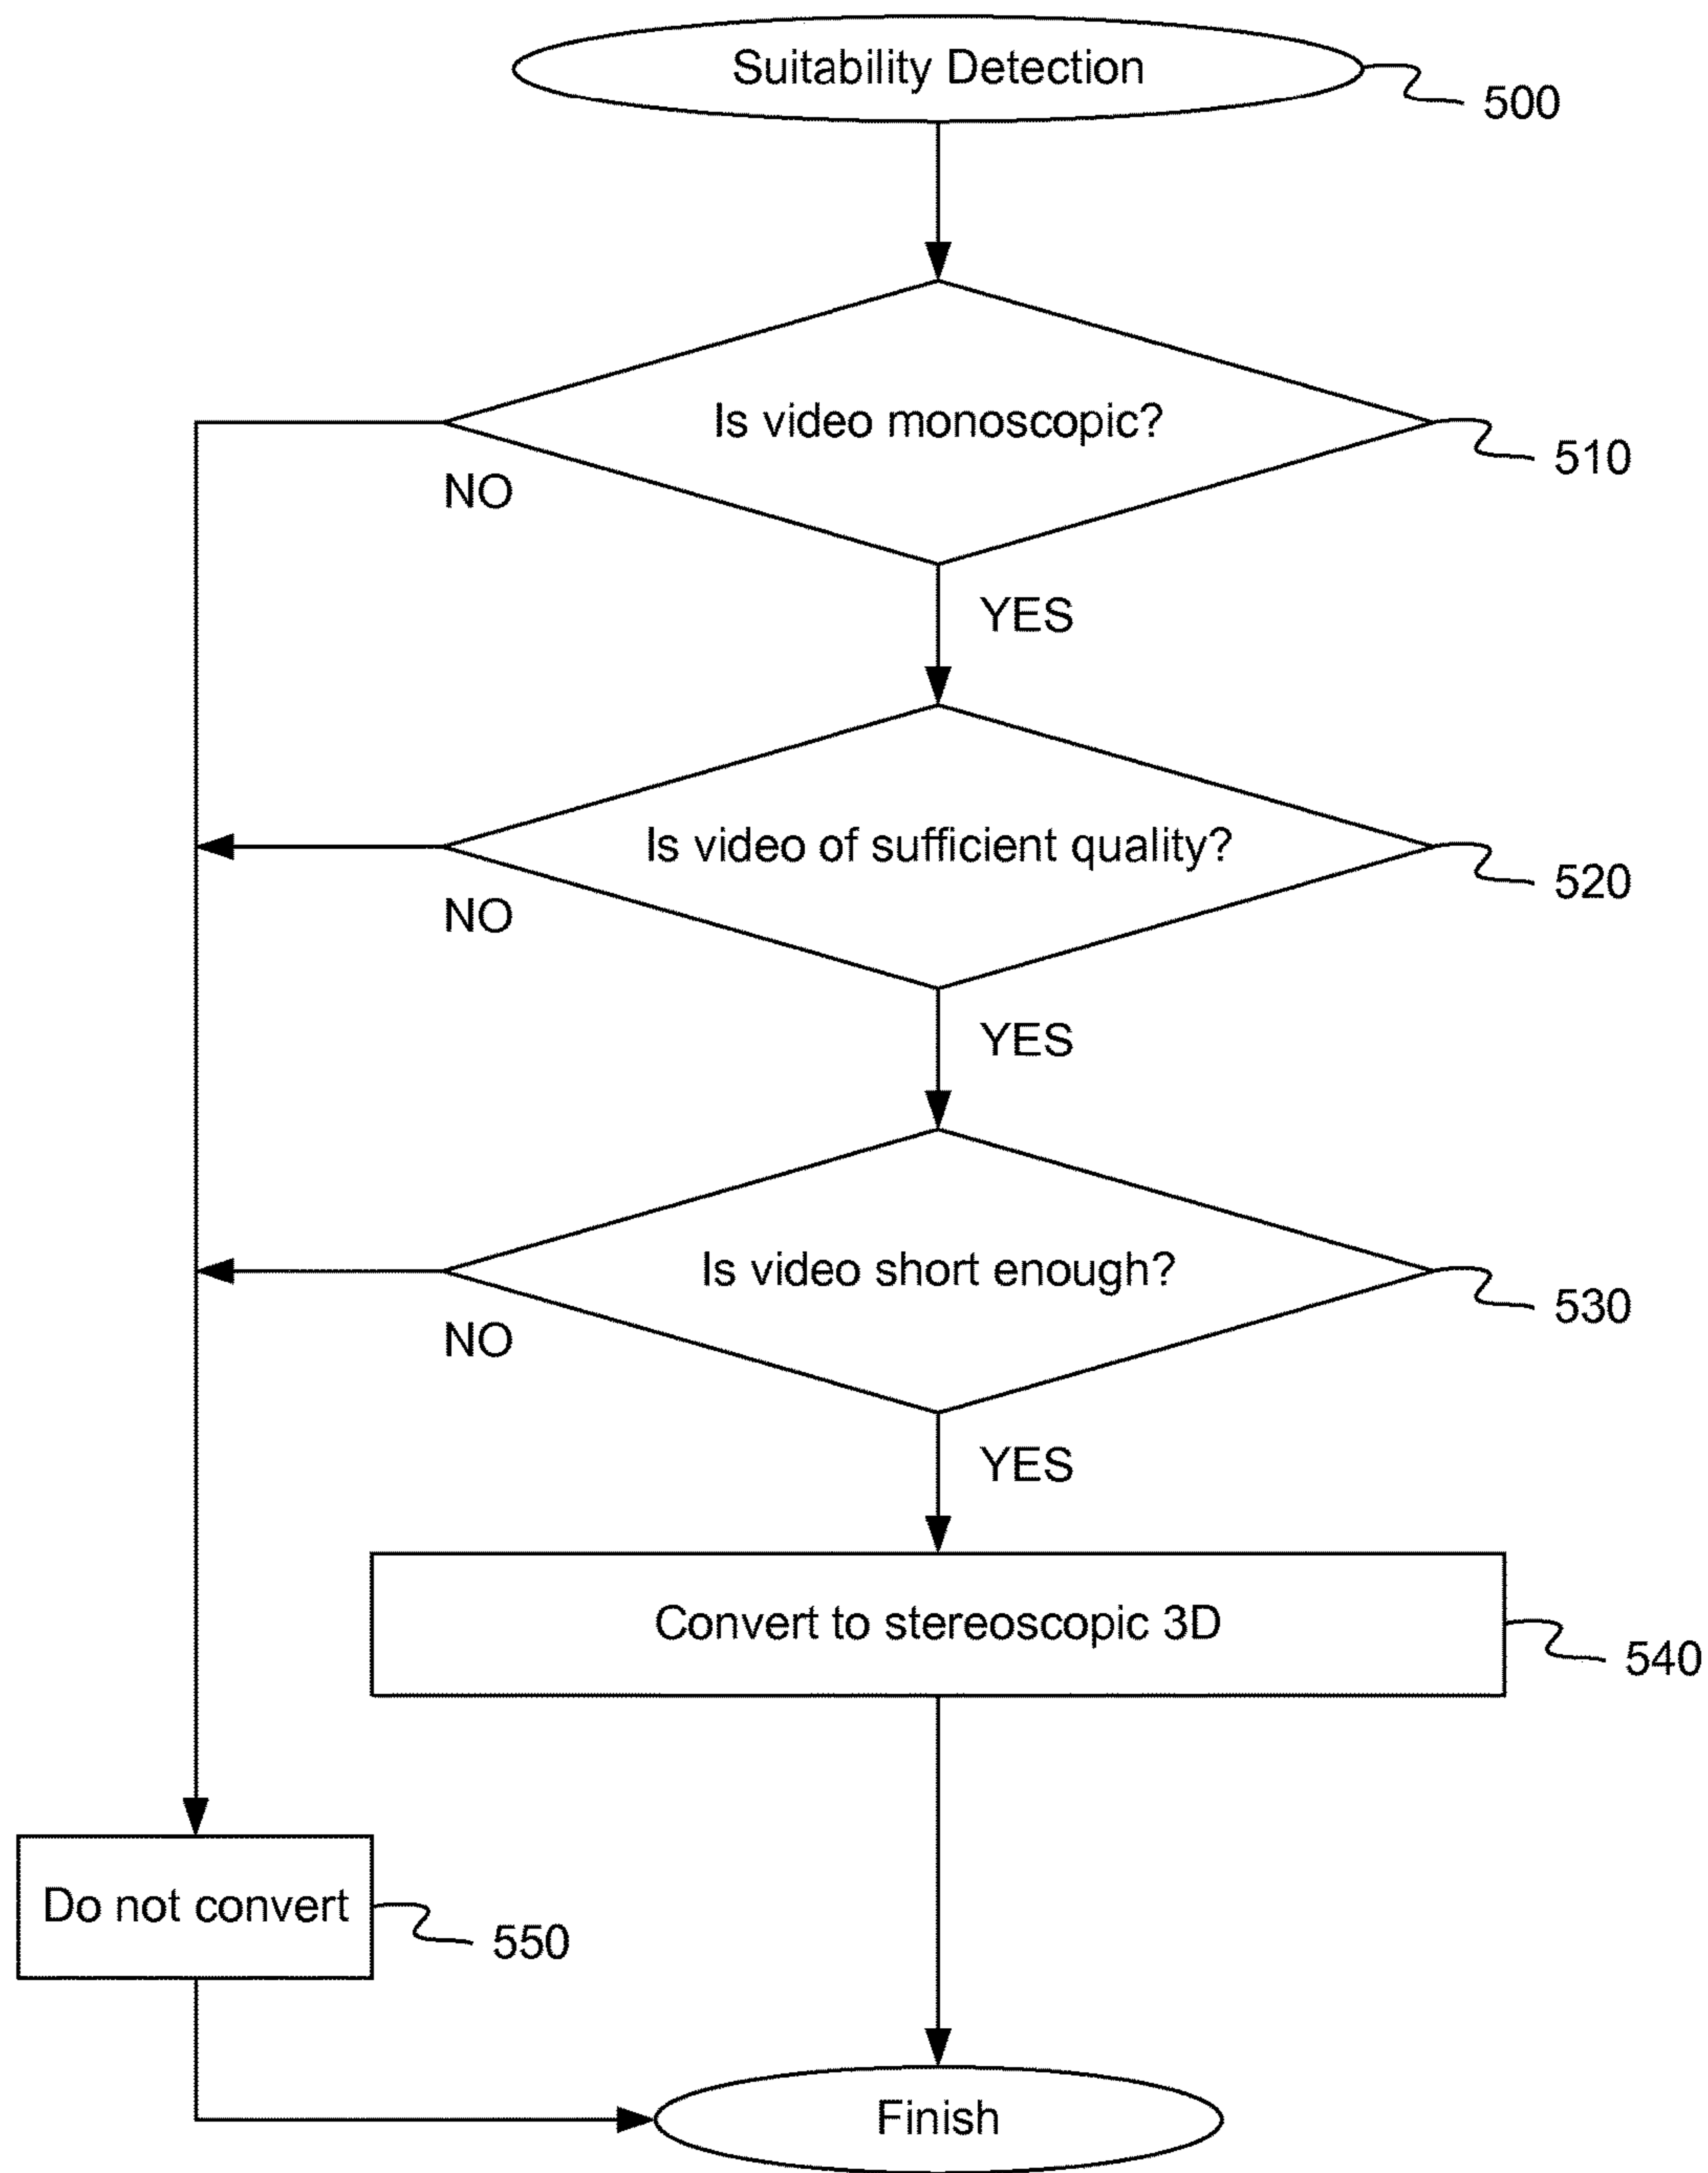 Suitability Detection
500
Is video monoscopic?
510
NO
YES
Is video of sufficient quality?
520
NO
YES
Is video short enough?
530
NO
YES
Convert to stereoscopic 3D
540
Do not convert
550
Finish